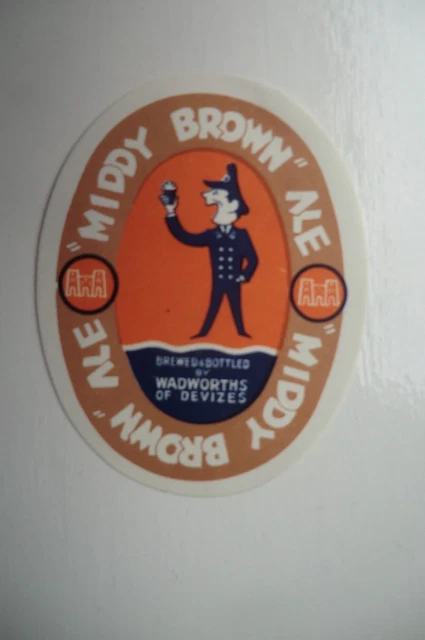 "MIDDY BROWN" ALE
"MIDDY BROWN" ALE
BREWED & BOTTLED
BY
WADWORTHS
OF DEVIZES